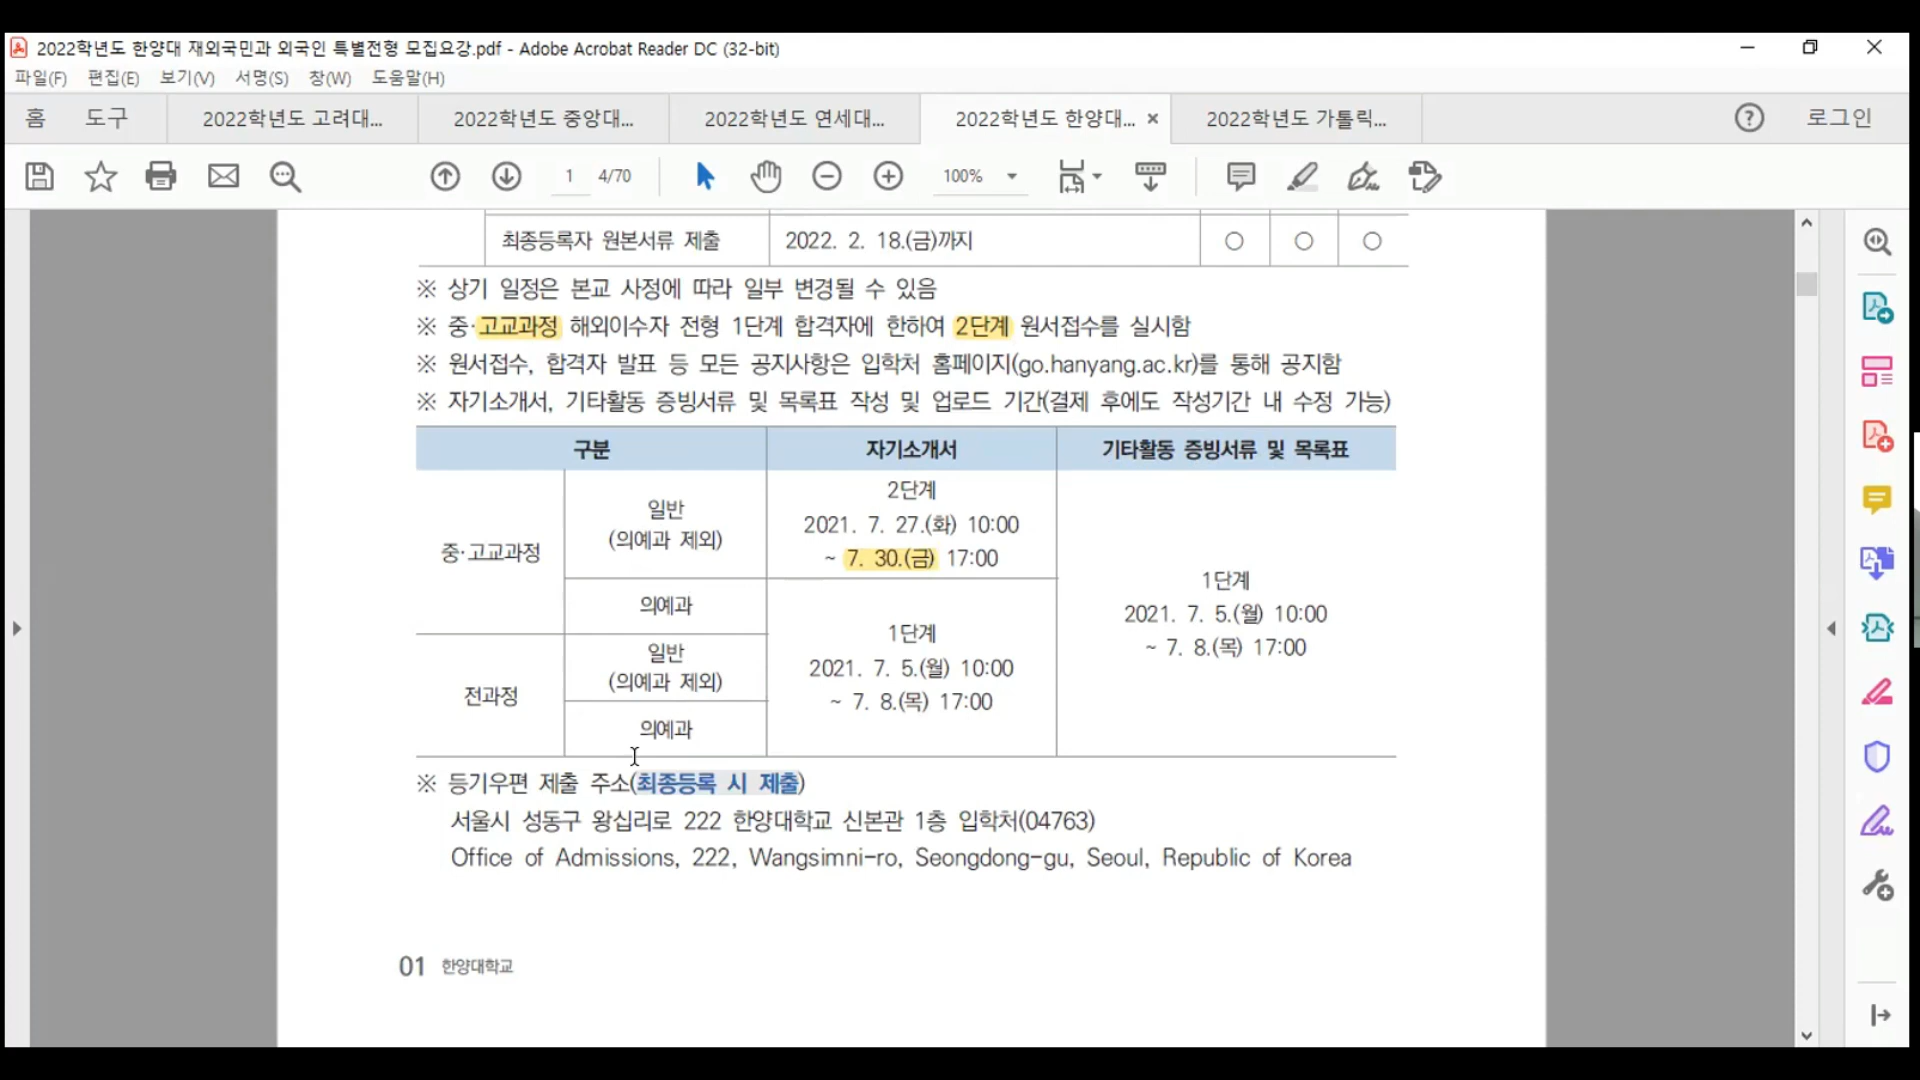 2022학년도 한양대 재외국민과 외국인 특별전형 모집요강.pdf - Adobe Acrobat Reader DC (32-bit)
파일(F) 편집(E) 보기(V) 서명(S) 창(W) 도움말(H)
홈 도구 2022학년도 고려대... 2022학년도 중앙대... 2022학년도 연세대... 2022학년도 한양대... 2022학년도 가톨릭... 로그인
1 4/70 100%
최종등록자 원본서류 제출 2022. 2. 18.(금)까지 ○ ○ ○
※ 상기 일정은 본교 사정에 따라 일부 변경될 수 있음
※ 중·고교과정 해외이수자 전형 1단계 합격자에 한하여 2단계 원서접수를 실시함
※ 원서접수, 합격자 발표 등 모든 공지사항은 입학처 홈페이지(go.hanyang.ac.kr)를 통해 공지함
※ 자기소개서, 기타활동 증빙서류 및 목록표 작성 및 업로드 기간(결제 후에도 작성기간 내 수정 가능)
구분 자기소개서 기타활동 증빙서류 및 목록표
중·고교과정
일반
(의예과 제외)
2단계
2021. 7. 27.(화) 10:00
~ 7. 30.(금) 17:00
의예과
전과정
일반
(의예과 제외)
의예과
1단계
2021. 7. 5.(월) 10:00
~ 7. 8.(목) 17:00
1단계
2021. 7. 5.(월) 10:00
~ 7. 8.(목) 17:00
※ 등기우편 제출 주소(최종등록 시 제출)
서울시 성동구 왕십리로 222 한양대학교 신본관 1층 입학처(04763)
Office of Admissions, 222, Wangsimni-ro, Seongdong-gu, Seoul, Republic of Korea
01 한양대학교